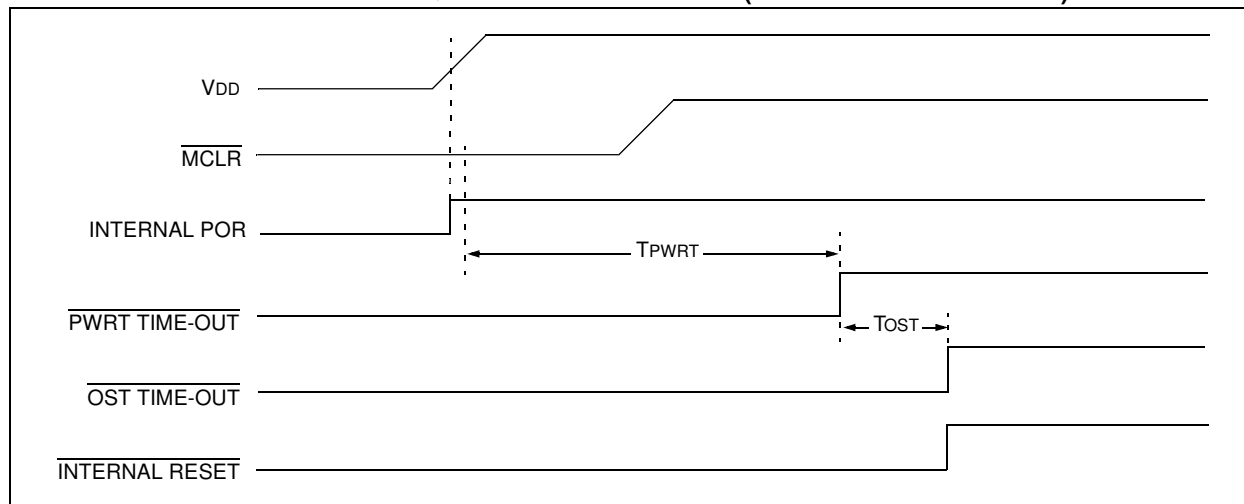 VDD
MCLR
INTERNAL POR
TPWRT
PWRT TIME-OUT
TOST
OST TIME-OUT
INTERNAL RESET